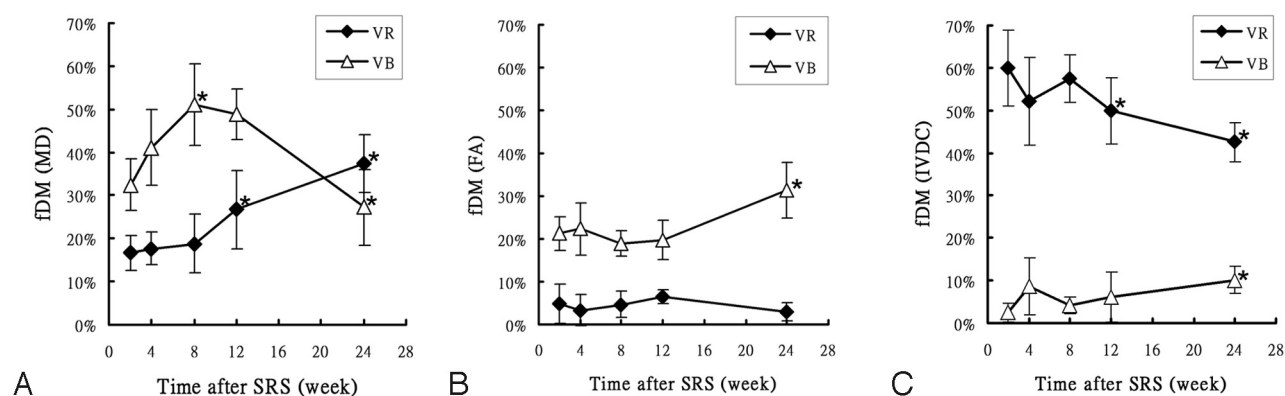 70%
60%
50%
40%
30%
20%
10%
0%
fDM (MD)
VR
VB
*
*
*
*
0 4 8 12 16 20 24 28
Time after SRS (week)
A
70%
60%
50%
40%
30%
20%
10%
0%
fDM (FA)
VR
VB
*
0 4 8 12 16 20 24 28
Time after SRS (week)
B
70%
60%
50%
40%
30%
20%
10%
0%
fDM (IVDC)
VR
VB
*
*
*
0 4 8 12 16 20 24 28
Time after SRS (week)
C